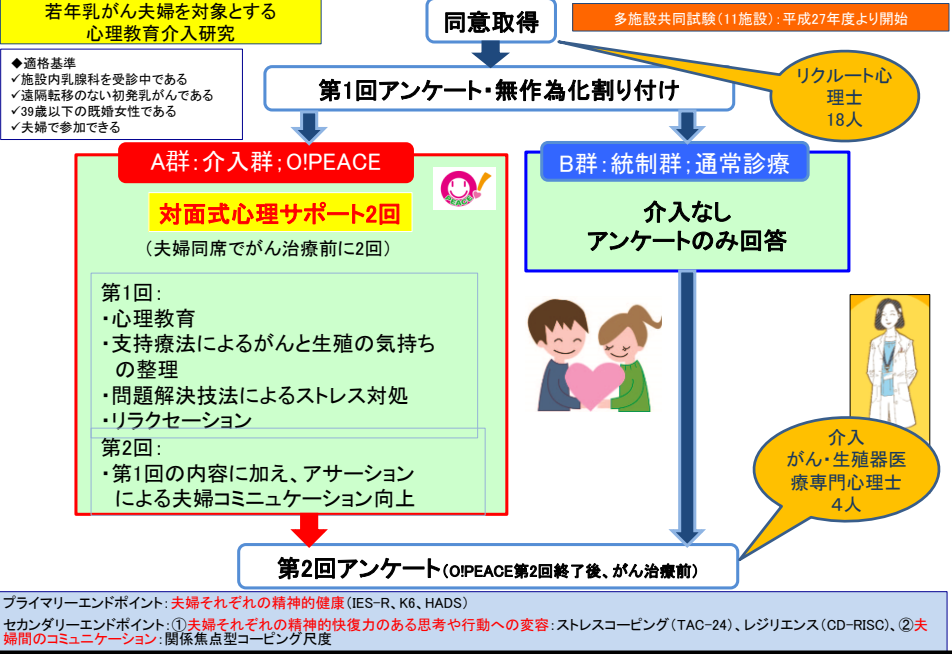 若年乳がん夫婦を対象とする
心理教育介入研究
同意取得
多施設共同試験(11施設):平成27年度より開始
◆適格基準
✓施設内乳腺科を受診中である
✓遠隔転移のない初発乳がんである
✓39歳以下の既婚女性である
✓夫婦で参加できる
第1回アンケート・無作為化割り付け
リクルート心
理士
18人
A群:介入群;O!PEACE
対面式心理サポート2回
(夫婦同席でがん治療前に2回)
PEACE
第1回:
・心理教育
・支持療法によるがんと生殖の気持ち
の整理
・問題解決技法によるストレス対処
・リラクセーション
第2回:
・第1回の内容に加え、アサーション
による夫婦コミニュケーション向上
B群:統制群;通常診療
介入なし
アンケートのみ回答
介入
がん・生殖器医
療専門心理士
4人
第2回アンケート(O!PEACE第2回終了後、がん治療前)
プライマリーエンドポイント:夫婦それぞれの精神的健康(IES-R、K6、HADS)
セカンダリーエンドポイント:①夫婦それぞれの精神的快復力のある思考や行動への変容:ストレスコーピング(TAC-24)、レジリエンス(CD-RISC)、②夫
婦間のコミュニケーション:関係焦点型コーピング尺度